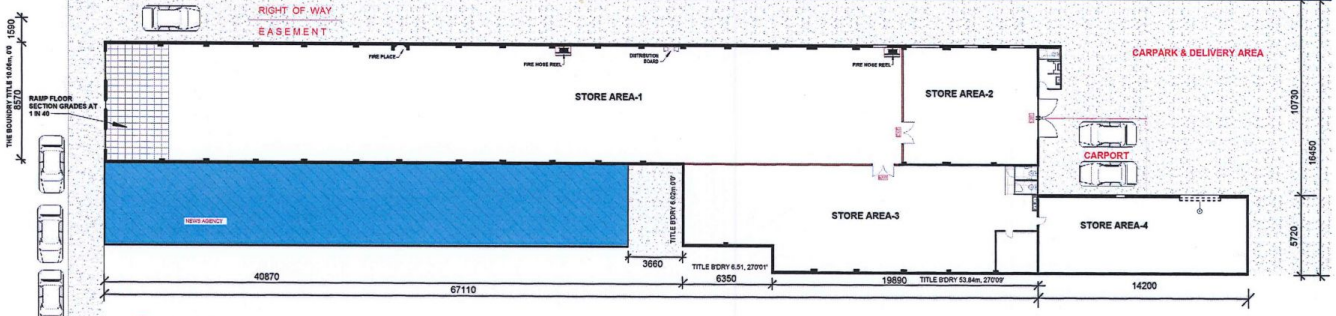 RIGHT OF WAY
EASEMENT
1590
8570
THE BOUNDRY TITLE 10.06m, 0'0
RAMP FLOOR
SECTION GRADES AT
1 IN 40
FIRE PLACE
FIRE HOSE REEL
DISTRIBUTION
BOARD
FIRE HOSE REEL
STORE AREA-1
STORE AREA-2
CARPARK & DELIVERY AREA
CARPORT
10730
16450
5720
NEWS AGENCY
TITLE B'DRY 6.02m 0'0'
STORE AREA-3
STORE AREA-4
3660
TITLE B'DRY 6.51, 270'01'
40870
6350
19890
TITLE B'DRY 53.84m, 270'09'
67110
14200